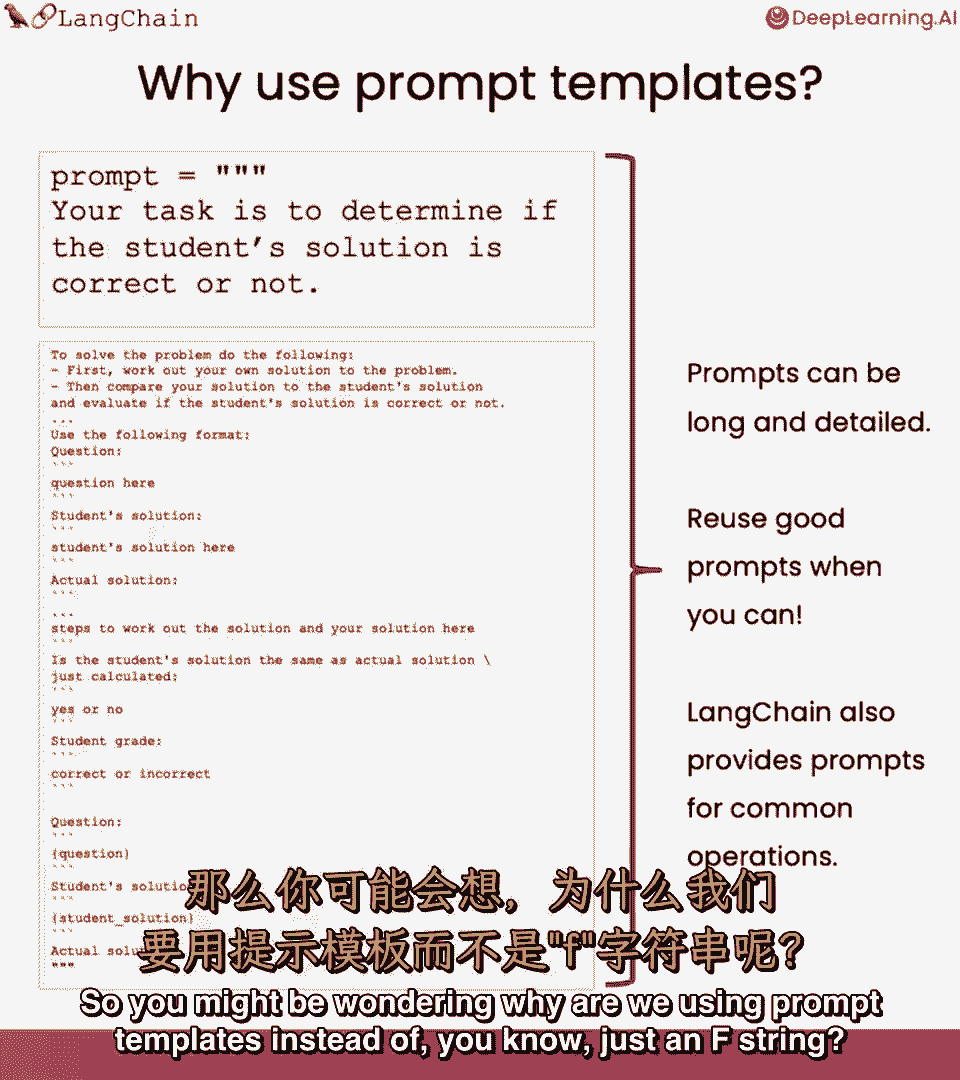 LangChain
DeepLearning.AI
Why use prompt templates?
prompt = """
Your task is to determine if
the student’s solution is
correct or not.
To solve the problem do the following:
- First, work out your own solution to the problem.
- Then compare your solution to the student's solution
and evaluate if the student's solution is correct or not.
...
Use the following format:
Question:
```
question here
```
Student's solution:
```
student's solution here
```
Actual solution:
```
...
steps to work out the solution and your solution here
```
Is the student's solution the same as actual solution \
just calculated:
```
yes or no
```
Student grade:
```
correct or incorrect
```
Question:
```
{question}
```
Student's solutio
```
{student_solution}
```
Actual solu
"""
Prompts can be
long and detailed.
Reuse good
prompts when
you can!
LangChain also
provides prompts
for common
operations.
那么你可能会想，为什么我们
要用提示模板而不是"f"字符串呢？
So you might be wondering why are we using prompt
templates instead of, you know, just an F string?